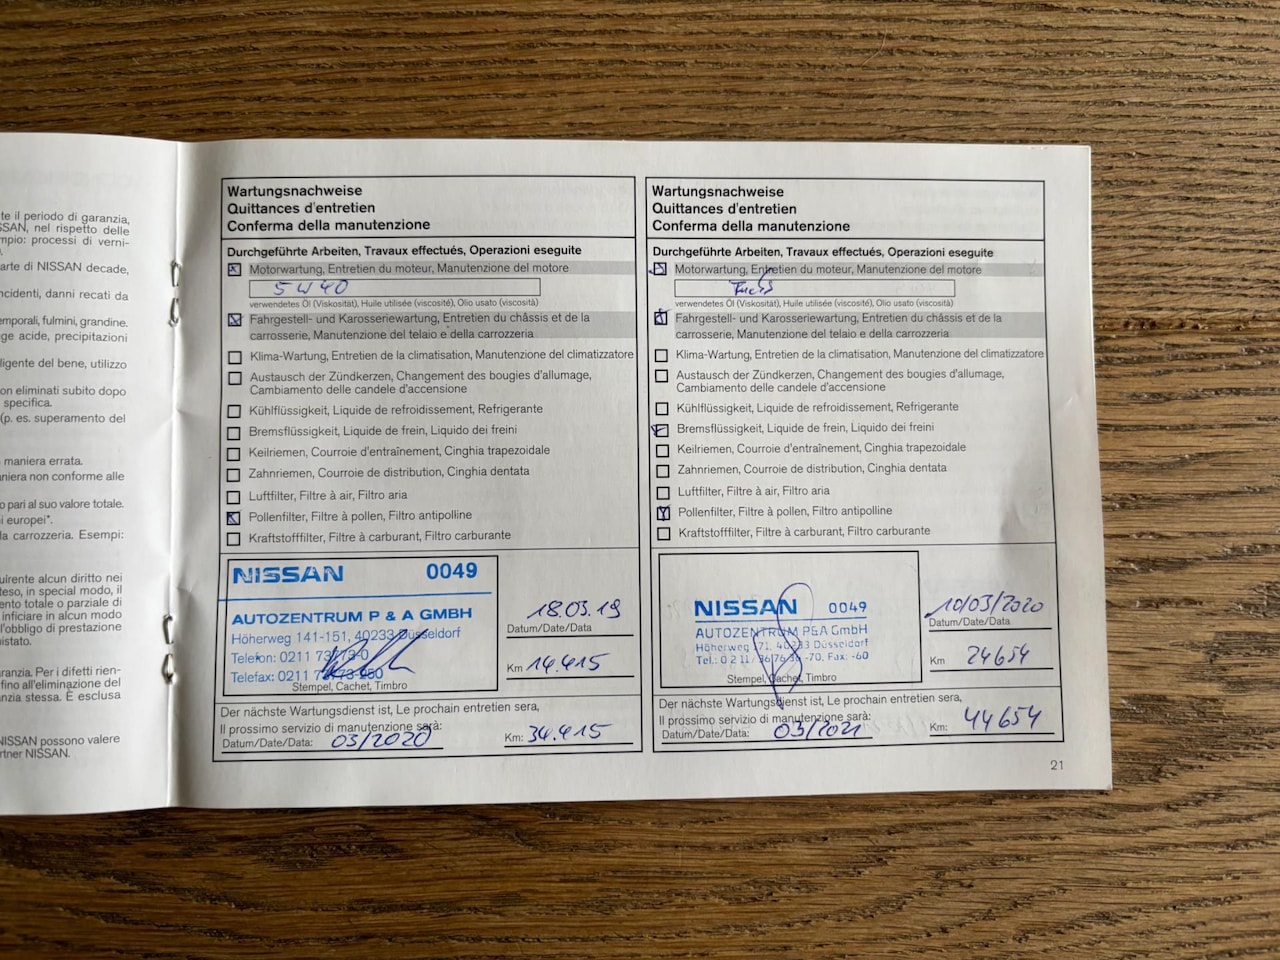 te il periodo di garanzia,
SSAN, nel rispetto delle
mpio: processi di verni-
arte di NISSAN decade,
ncidenti, danni recati da
emporali, fulmini, grandine.
ge acide, precipitazioni
ligente del bene, utilizzo
on eliminati subito dopo
specifica.
(p. es. superamento del
maniera errata.
aniera non conforme alle
o pari al suo valore totale.
i europei*.
la carrozzeria. Esempi:
uirente alcun diritto nei
teso, in special modo, il
ento totale o parziale di
inficiare in alcun modo
l'obbligo di prestazione
istato.
ranzia. Per i difetti rien-
fino all'eliminazione del
nzia stessa. È esclusa
NISSAN possono valere
rtner NISSAN.
Wartungsnachweise
Quittances d'entretien
Conferma della manutenzione
Durchgeführte Arbeiten, Travaux effectués, Operazioni eseguite
Motorwartung, Entretien du moteur, Manutenzione del motore
5W40
verwendetes Öl (Viskosität), Huile utilisée (viscosité), Olio usato (viscosità)
Fahrgestell- und Karosseriewartung, Entretien du châssis et de la
carrosserie, Manutenzione del telaio e della carrozzeria
Klima-Wartung, Entretien de la climatisation, Manutenzione del climatizzatore
Austausch der Zündkerzen, Changement des bougies d'allumage,
Cambiamento delle candele d'accensione
Kühlflüssigkeit, Liquide de refroidissement, Refrigerante
Bremsflüssigkeit, Liquide de frein, Liquido dei freini
Keilriemen, Courroie d'entraînement, Cinghia trapezoidale
Zahnriemen, Courroie de distribution, Cinghia dentata
Luftfilter, Filtre à air, Filtro aria
Pollenfilter, Filtre à pollen, Filtro antipolline
Kraftstofffilter, Filtre à carburant, Filtro carburante
NISSAN 0049
AUTOZENTRUM P & A GMBH
Höherweg 141-151, 40233 Düsseldorf
Telefon: 0211 73773-0
Telefax: 0211 73773-450
Stempel, Cachet, Timbro
18.03.19
Datum/Date/Data
Km 14.415
Der nächste Wartungsdienst ist, Le prochain entretien sera,
Il prossimo servizio di manutenzione sarà:
Datum/Date/Data: 03/2020 Km: 34.415
Wartungsnachweise
Quittances d'entretien
Conferma della manutenzione
Durchgeführte Arbeiten, Travaux effectués, Operazioni eseguite
Motorwartung, Entretien du moteur, Manutenzione del motore
Fuchs
verwendetes Öl (Viskosität), Huile utilisée (viscosité), Olio usato (viscosità)
Fahrgestell- und Karosseriewartung, Entretien du châssis et de la
carrosserie, Manutenzione del telaio e della carrozzeria
Klima-Wartung, Entretien de la climatisation, Manutenzione del climatizzatore
Austausch der Zündkerzen, Changement des bougies d'allumage,
Cambiamento delle candele d'accensione
Kühlflüssigkeit, Liquide de refroidissement, Refrigerante
Bremsflüssigkeit, Liquide de frein, Liquido dei freini
Keilriemen, Courroie d'entraînement, Cinghia trapezoidale
Zahnriemen, Courroie de distribution, Cinghia dentata
Luftfilter, Filtre à air, Filtro aria
Pollenfilter, Filtre à pollen, Filtro antipolline
Kraftstofffilter, Filtre à carburant, Filtro carburante
NISSAN 0049
AUTOZENTRUM P&A GmbH
Höherweg 40233 Düsseldorf
Tel.: 0 2 11/ -70, Fax: -60
Stempel, Cachet, Timbro
10/03/2020
Datum/Date/Data
Km 24654
Der nächste Wartungsdienst ist, Le prochain entretien sera,
Il prossimo servizio di manutenzione sarà:
Datum/Date/Data: 03/2021 Km: 44654
21